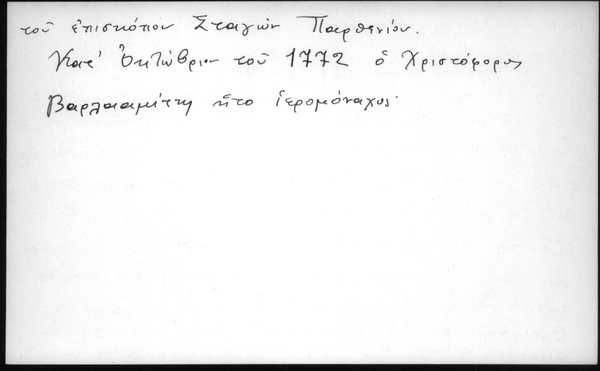 τοῦ ἐπισκόπου Σταγῶν Παρθενίου.
Κατ' Ὀκτώβριον τοῦ 1772 ὁ Χριστόφορος
Βαρλααμίτης ἦτο ἱερομόναχος.